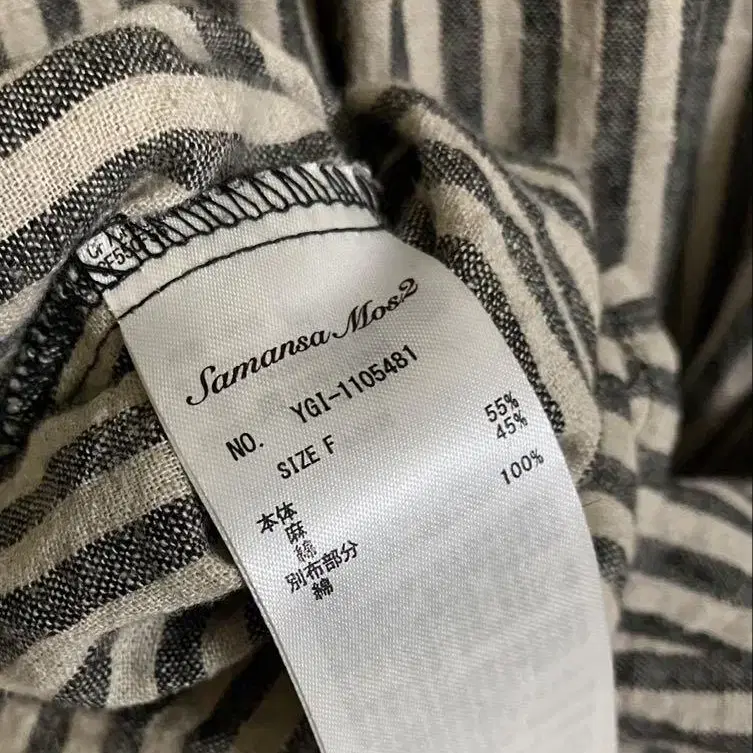 Samansa Mos2
NO. YGI-1105481
SIZE F
本体
麻 55%
綿 45%
別布部分
綿 100%